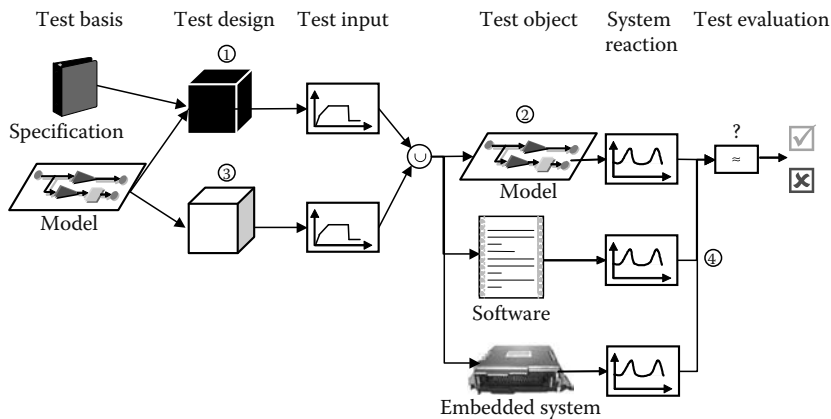 Test basis
Test design
Test input
Test object
System reaction
Test evaluation
①
Specification
②
?
∪
≈
Model
③
Model
④
Software
Embedded system